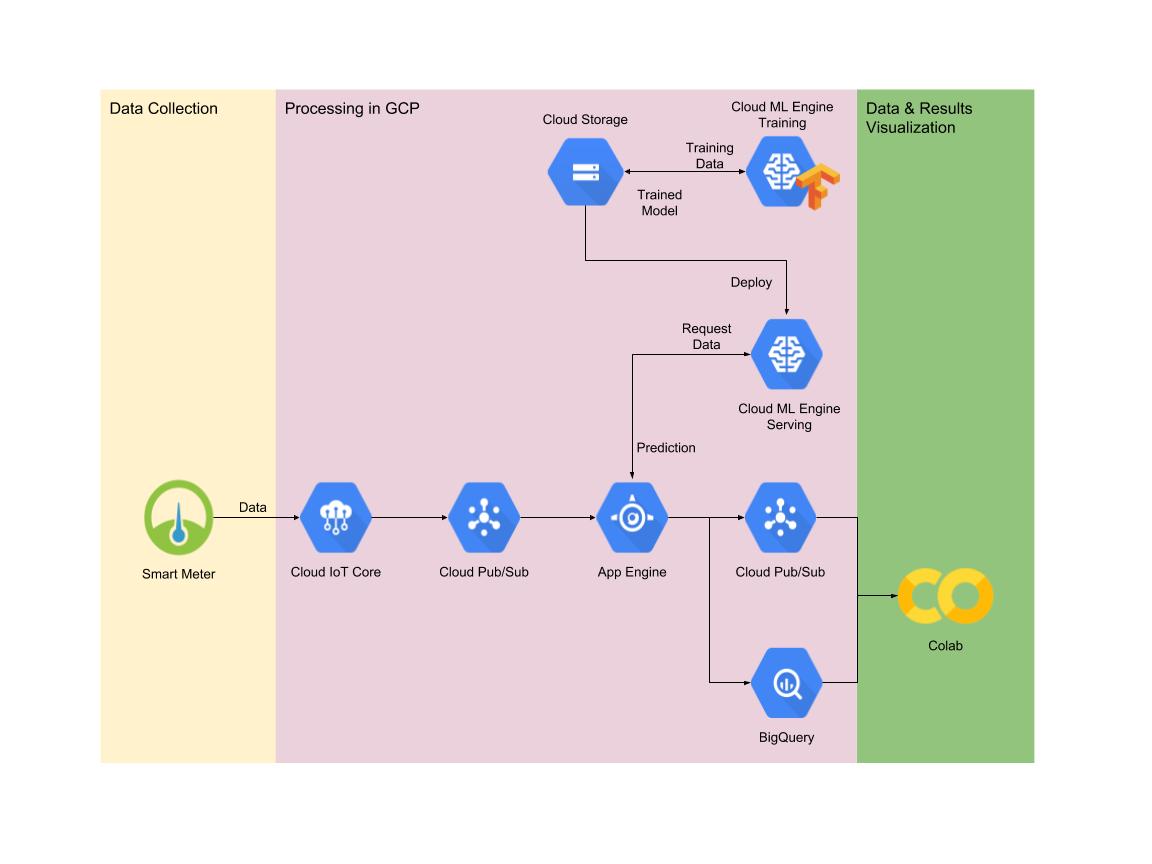 Data Collection
Processing in GCP
Data & Results
Visualization
Cloud Storage
Cloud ML Engine
Training
Training
Data
Trained
Model
Deploy
Request
Data
Cloud ML Engine
Serving
Prediction
Data
Smart Meter
Cloud IoT Core
Cloud Pub/Sub
App Engine
Cloud Pub/Sub
Colab
BigQuery